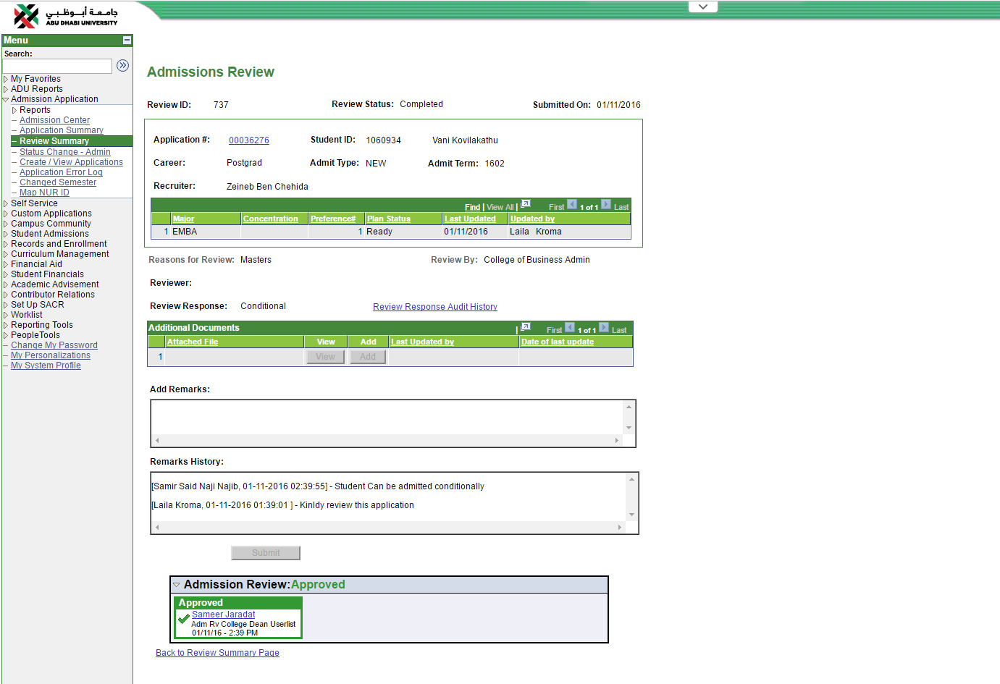 جامعة أبوظبي
ABU DHABI UNIVERSITY
Menu
Search:
My Favorites
ADU Reports
Admission Application
Reports
Admission Center
Application Summary
Review Summary
Status Change - Admin
Create / View Applications
Application Error Log
Changed Semester
Map NUR ID
Self Service
Custom Applications
Campus Community
Student Admissions
Records and Enrollment
Curriculum Management
Financial Aid
Student Financials
Academic Advisement
Contributor Relations
Set Up SACR
Worklist
Reporting Tools
PeopleTools
Change My Password
My Personalizations
My System Profile
Admissions Review
Review ID: 737 Review Status: Completed Submitted On: 01/11/2016
Application #: 00036276 Student ID: 1060934 Vani Kovilakathu
Career: Postgrad Admit Type: NEW Admit Term: 1602
Recruiter: Zeineb Ben Chehida
Find | View All | First 1 of 1 Last
Major Concentration Preference# Plan Status Last Updated Updated by
1 EMBA 1 Ready 01/11/2016 Laila Kroma
Reasons for Review: Masters Review By: College of Business Admin
Reviewer:
Review Response: Conditional Review Response Audit History
Additional Documents | First 1 of 1 Last
Attached File View Add Last Updated by Date of last update
1 View Add
Add Remarks:
Remarks History:
[Samir Said Naji Najib, 01-11-2016 02:39:55] - Student Can be admitted conditionally
[Laila Kroma, 01-11-2016 01:39:01 ] - Kinldy review this application
Submit
Admission Review:Approved
Approved
Sameer Jaradat
Adm Rv College Dean Userlist
01/11/16 - 2:39 PM
Back to Review Summary Page